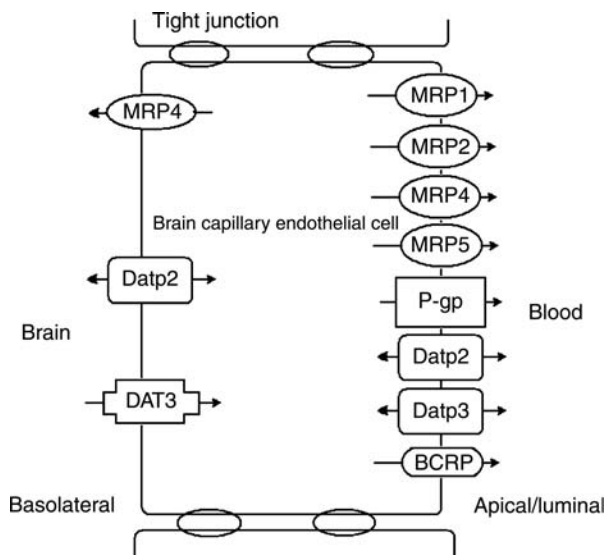 Tight junction
MRP4
MRP1
MRP2
MRP4
Brain capillary endothelial cell
MRP5
Datp2
P-gp
Blood
Brain
Datp2
DAT3
Datp3
BCRP
Basolateral
Apical/luminal